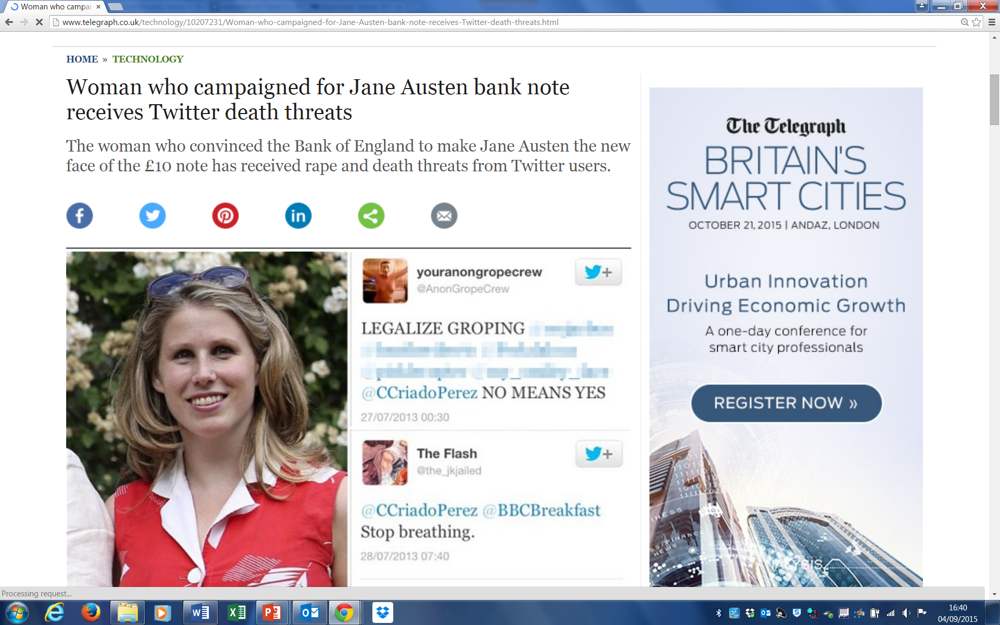 Woman who campai
www.telegraph.co.uk/technology/10207231/Woman-who-campaigned-for-Jane-Austen-bank-note-receives-Twitter-death-threats.html
HOME » TECHNOLOGY
Woman who campaigned for Jane Austen bank note
receives Twitter death threats
The woman who convinced the Bank of England to make Jane Austen the new
face of the £10 note has received rape and death threats from Twitter users.
youranongropecrew
@AnonGropeCrew
LEGALIZE GROPING
@CCriadoPerez NO MEANS YES
27/07/2013 00:30
The Flash
@the_jkjailed
@CCriadoPerez @BBCBreakfast
Stop breathing.
28/07/2013 07:40
The Telegraph
BRITAIN'S
SMART CITIES
OCTOBER 21, 2015 | ANDAZ, LONDON
Urban Innovation
Driving Economic Growth
A one-day conference for
smart city professionals
REGISTER NOW »
ANALYSIS
Processing request...
16:40
04/09/2015